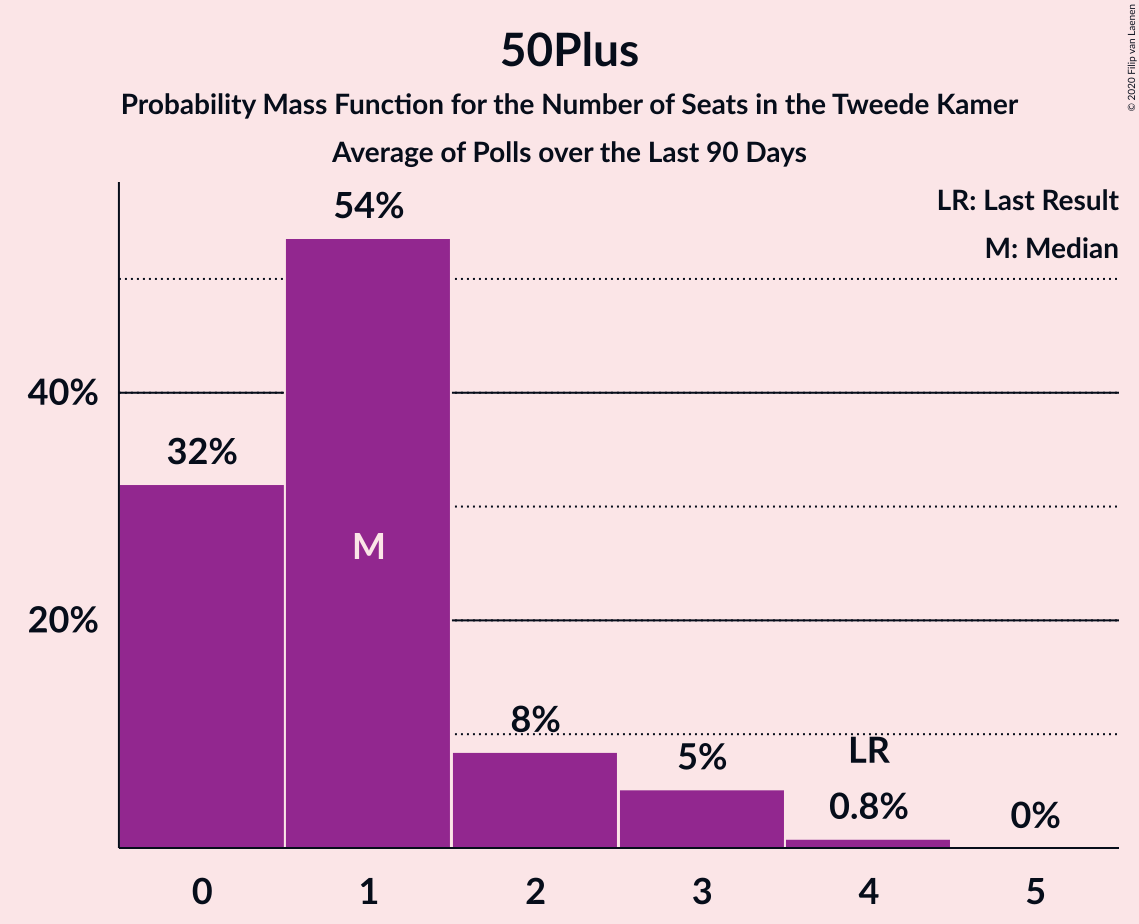 50Plus
Probability Mass Function for the Number of Seats in the Tweede Kamer
Average of Polls over the Last 90 Days
© 2020 Filip van Laenen
LR: Last Result
M: Median
54%
40%
32%
M
20%
8%
5%
LR
0.8%
0%
0 1 2 3 4 5